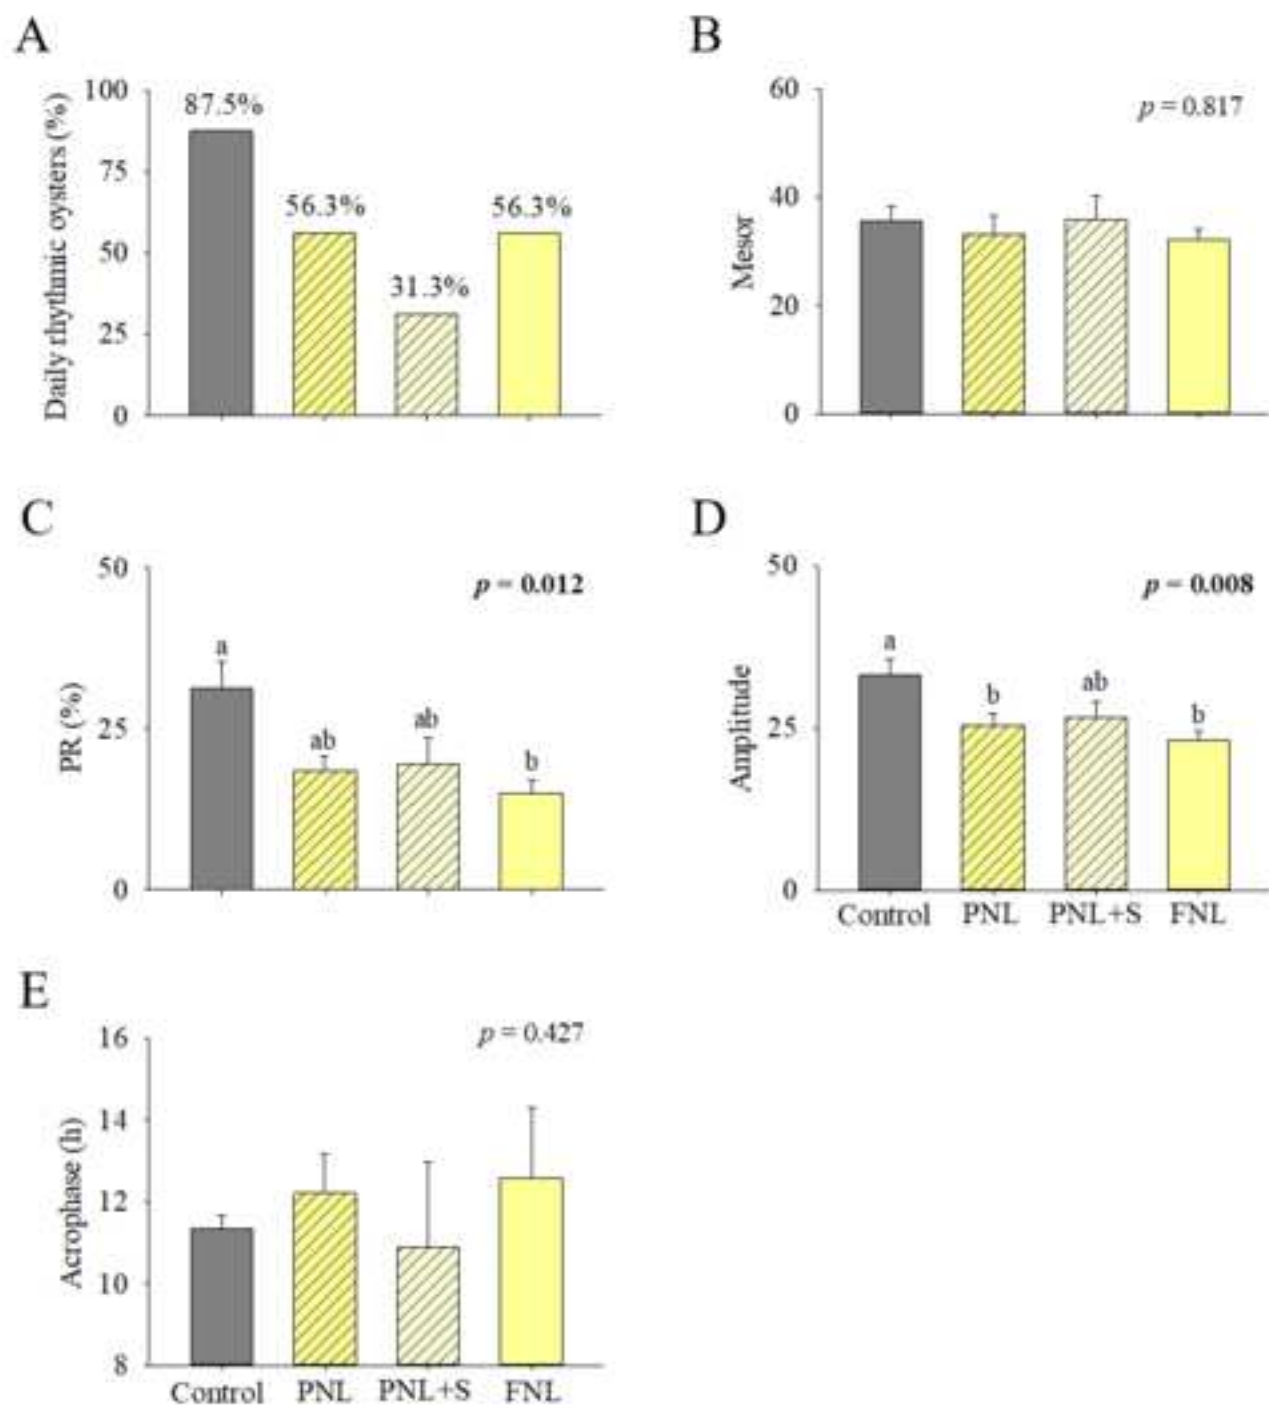 A
Daily rhythmic oysters (%)
100
75
50
25
0
87.5%
56.3%
31.3%
56.3%
B
Mesor
60
40
20
0
p = 0.817
C
PR (%)
50
25
0
p = 0.012
a
ab
ab
b
D
Amplitude
50
25
0
p = 0.008
a
b
ab
b
Control PNL PNL+S FNL
E
Acrophase (h)
16
14
12
10
8
p = 0.427
Control PNL PNL+S FNL